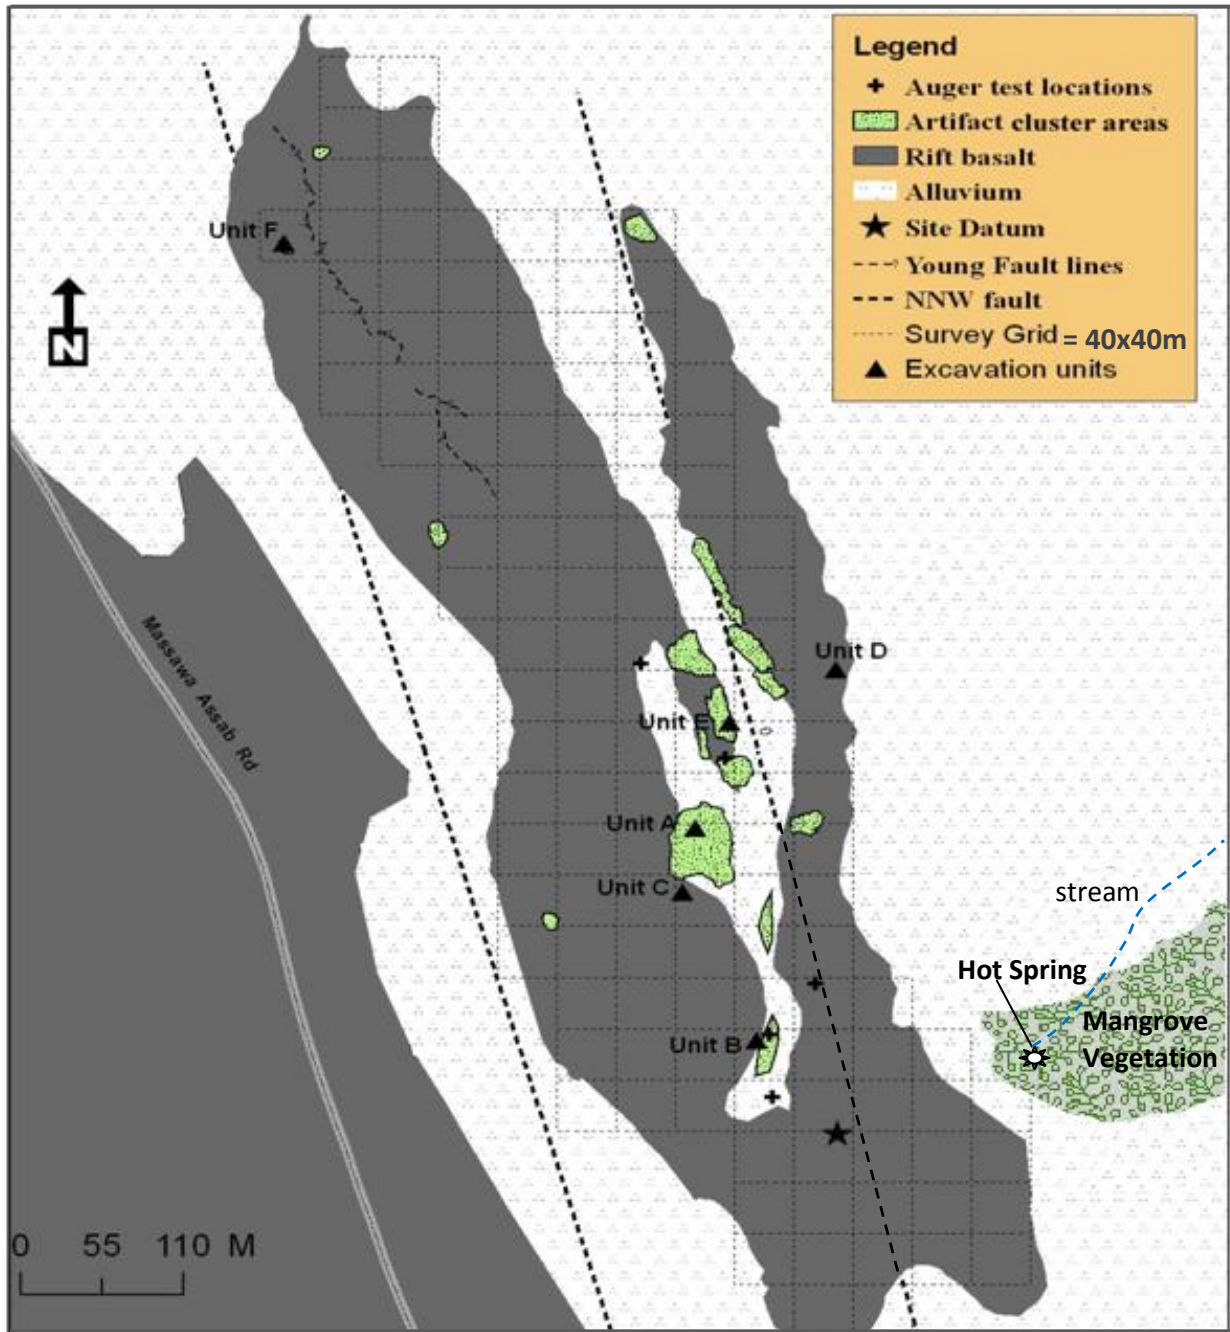 Legend
Auger test locations
Artifact cluster areas
Rift basalt
Alluvium
Site Datum
Young Fault lines
NNW fault
Survey Grid = 40x40m
Excavation units
Unit F
N
Massawa Assab Rd
Unit D
Unit E
Unit A
Unit C
stream
Hot Spring
Mangrove
Vegetation
Unit B
0 55 110 M